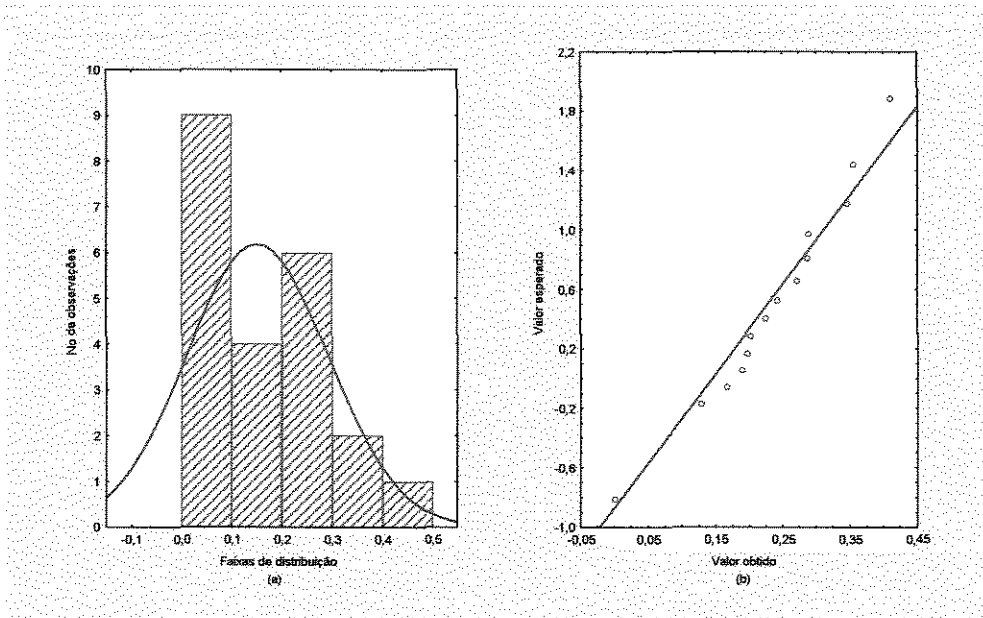 10
9
8
7
6
5
4
3
2
1
0
No de observações
-0,1 0,0 0,1 0,2 0,3 0,4 0,5
Faixas de distribuição
(a)
2,2
1,8
1,4
1,0
0,6
0,2
-0,2
-0,6
-1,0
Valor esperado
-0,05 0,05 0,15 0,25 0,35 0,45
Valor obtido
(b)